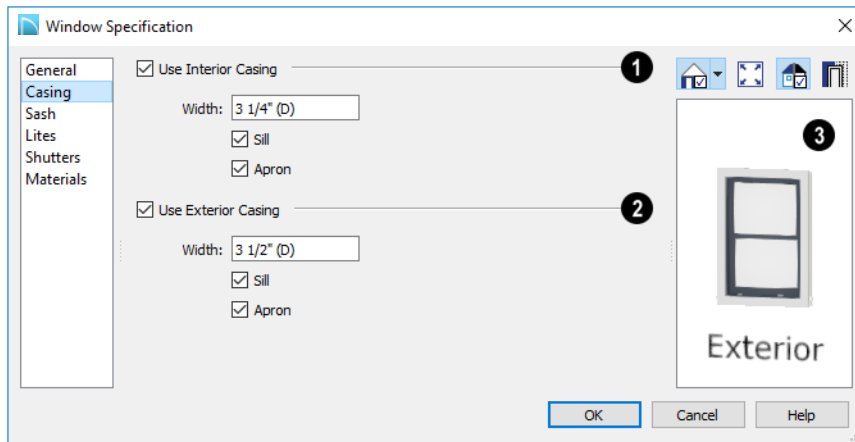 Window Specification
General
Casing
Sash
Lites
Shutters
Materials
Use Interior Casing
1
Width: 3 1/4" (D)
Sill
Apron
Use Exterior Casing
2
Width: 3 1/2" (D)
Sill
Apron
3
Exterior
OK Cancel Help